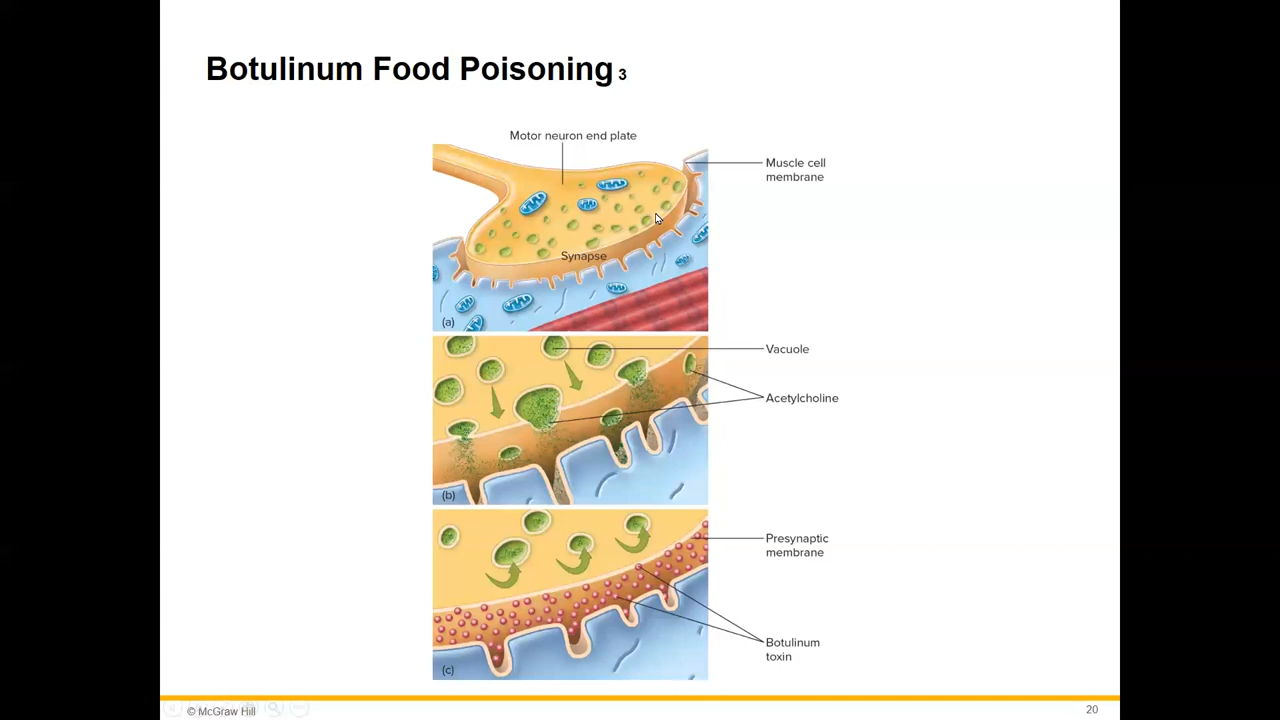 Botulinum Food Poisoning 3
Motor neuron end plate
Muscle cell
membrane
Synapse
(a)
Vacuole
Acetylcholine
(b)
Presynaptic
membrane
Botulinum
toxin
(c)
© McGraw Hill
20